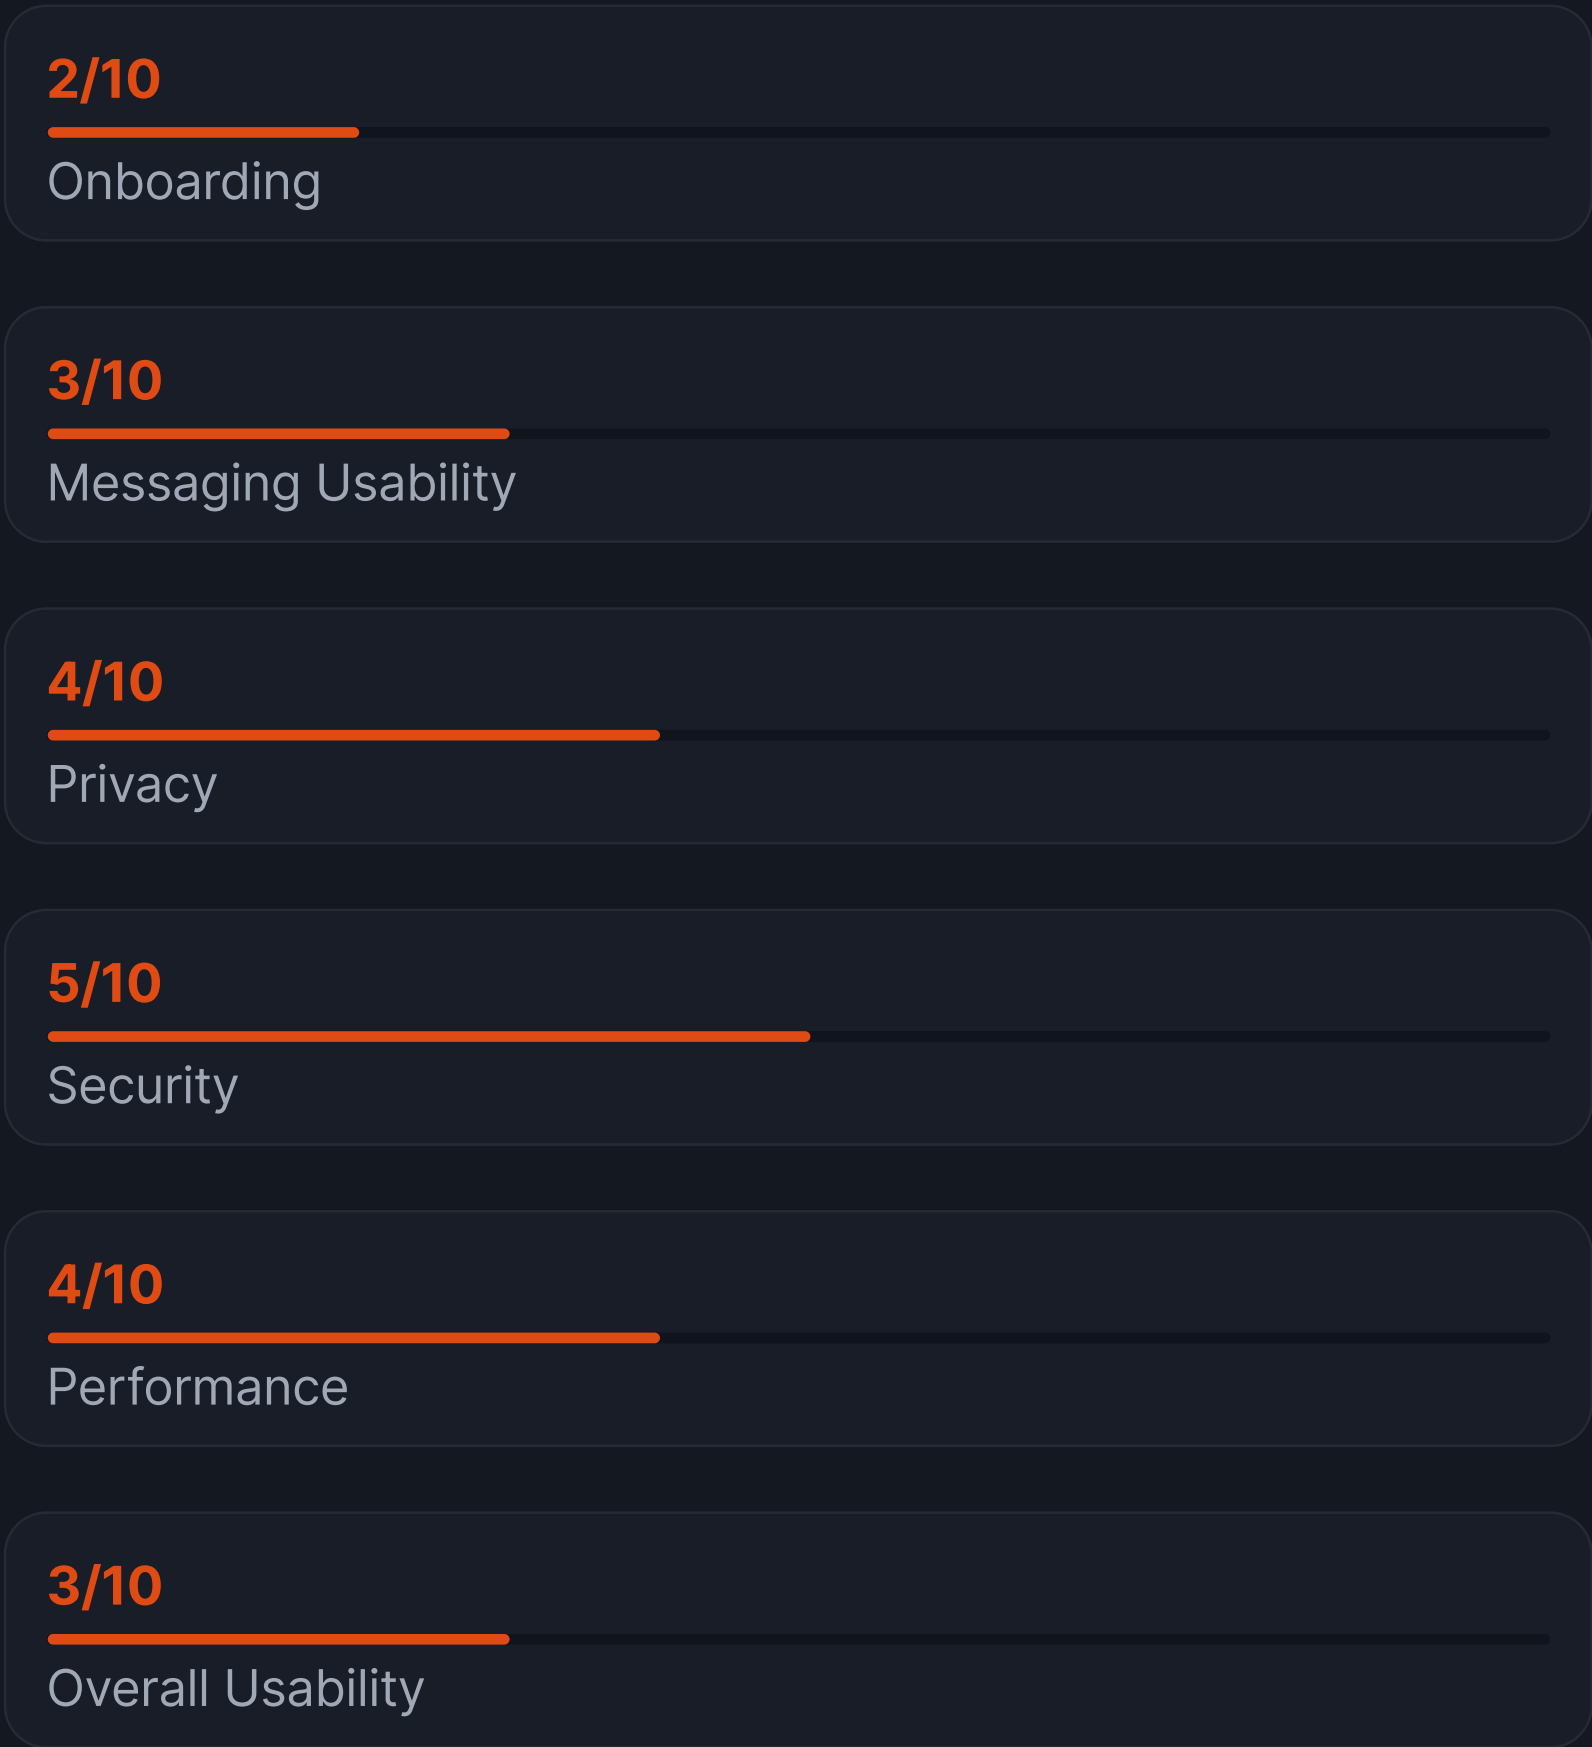 2/10
Onboarding
3/10
Messaging Usability
4/10
Privacy
5/10
Security
4/10
Performance
3/10
Overall Usability